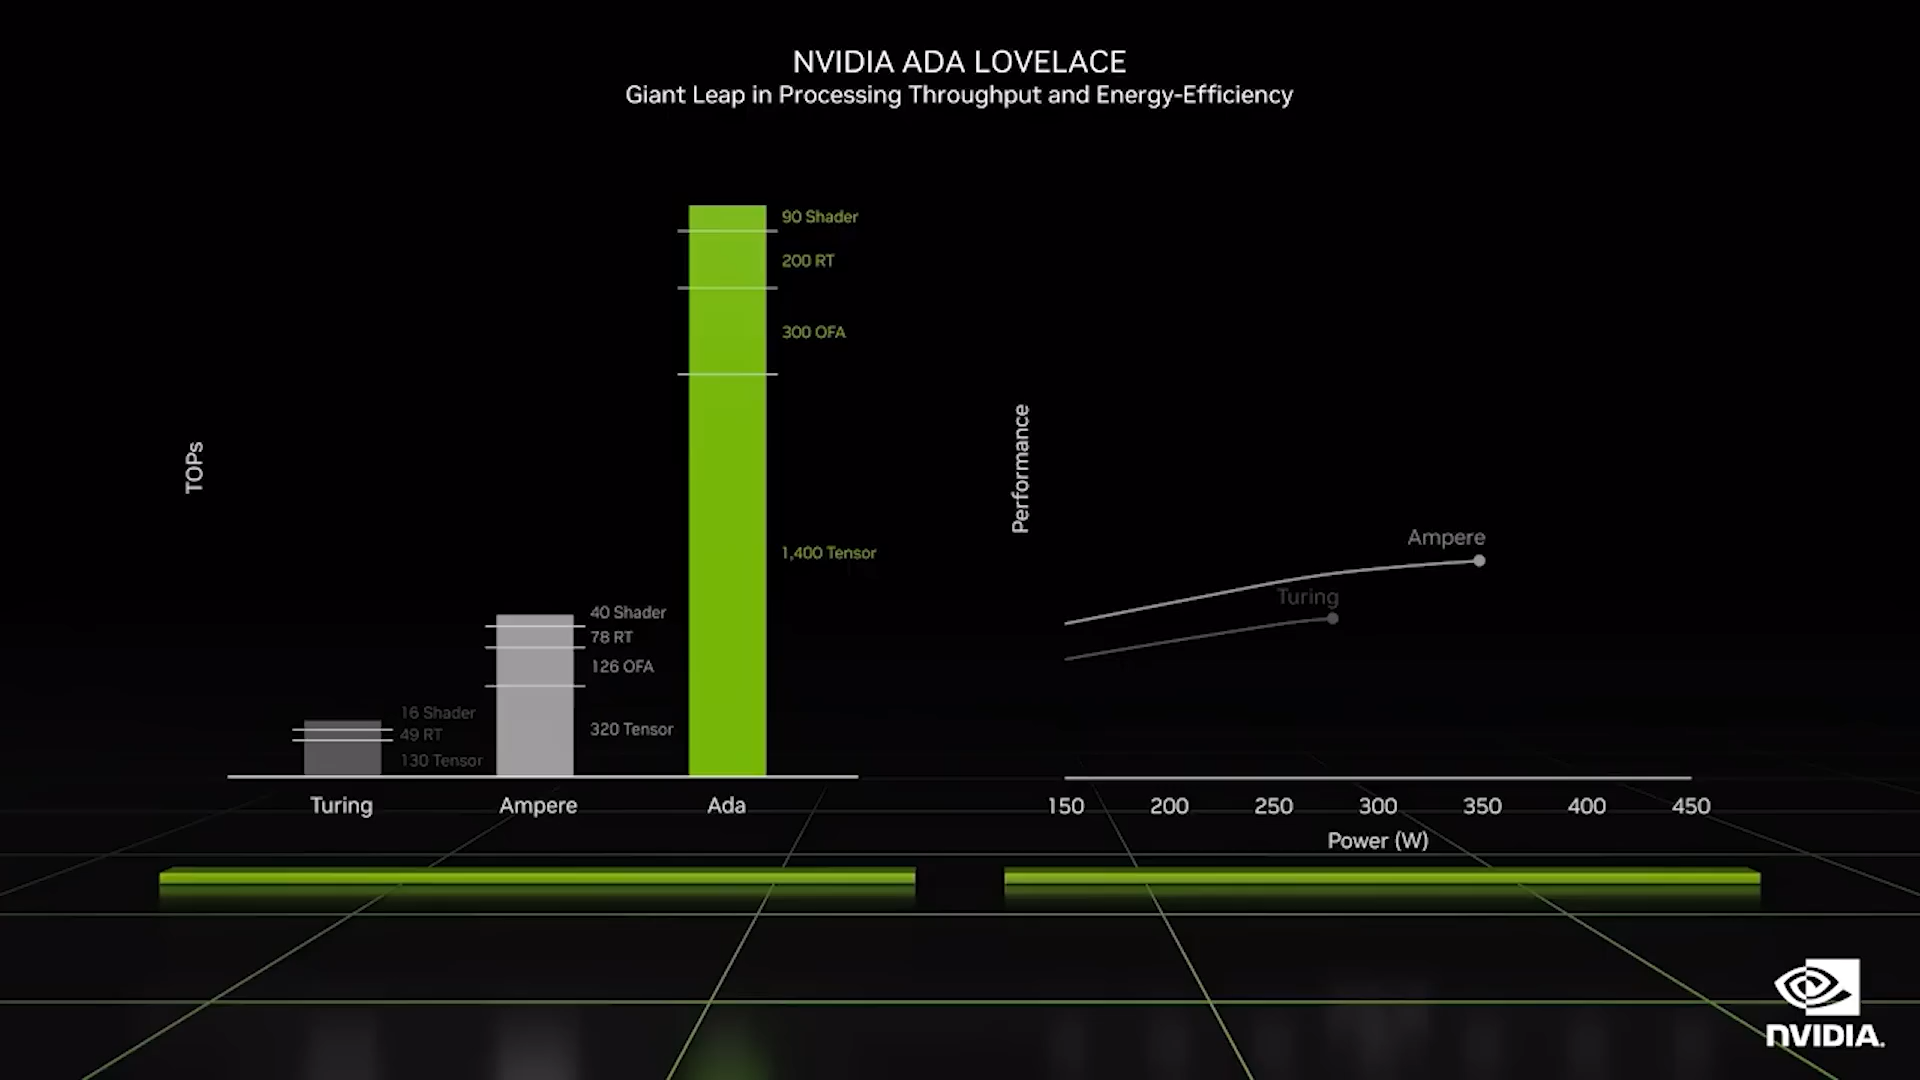 NVIDIA ADA LOVELACE
Giant Leap in Processing Throughput and Energy-Efficiency
TOPs
90 Shader
200 RT
300 OFA
1,400 Tensor
40 Shader
78 RT
126 OFA
320 Tensor
16 Shader
49 RT
130 Tensor
Turing
Ampere
Ada
Performance
Ampere
Turing
150 200 250 300 350 400 450
Power (W)
NVIDIA.